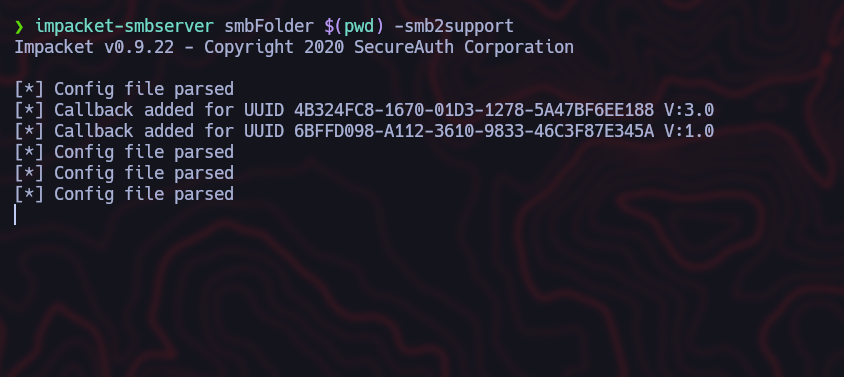 ❯ impacket-smbserver smbFolder $(pwd) -smb2support
Impacket v0.9.22 - Copyright 2020 SecureAuth Corporation
[*] Config file parsed
[*] Callback added for UUID 4B324FC8-1670-01D3-1278-5A47BF6EE188 V:3.0
[*] Callback added for UUID 6BFFD098-A112-3610-9833-46C3F87E345A V:1.0
[*] Config file parsed
[*] Config file parsed
[*] Config file parsed